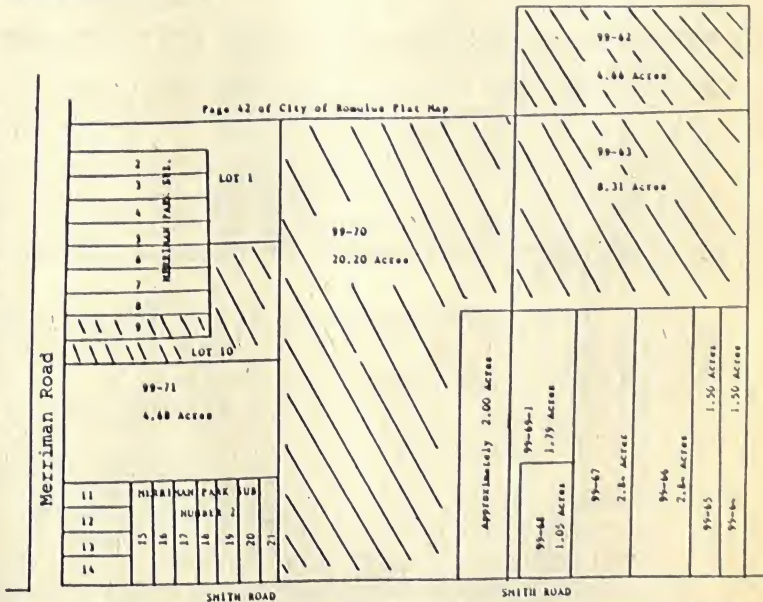 99-62
4.66 Acres
Page 42 of City of Romulus Plat Map
99-63
8.31 Acres
2
3
4
5
6
7
8
9
MERRIMAN PARK SUB.
LOT 1
LOT 10
99-70
20.20 Acres
Merriman Road
99-71
4.68 Acres
11
12
13
14
MERRIMAN PARK SUB
NUMBER 2
15
16
17
18
19
20
21
Approximately 2.00 Acres
99-69-1
1.79 Acres
99-68
1.05 Acres
99-67
2.84 Acres
99-66
2.84 Acres
99-65
1.50 Acres
99-64
1.50 Acres
SMITH ROAD
SMITH ROAD